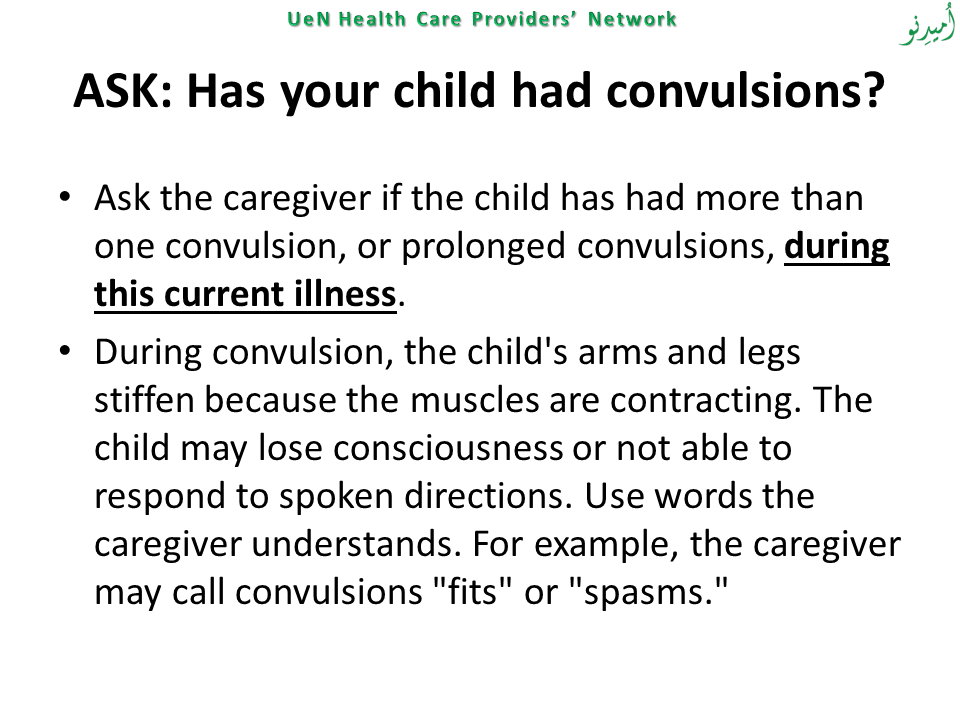 UeN Health Care Providers’ Network
اُمیدِنو
ASK: Has your child had convulsions?
• Ask the caregiver if the child has had more than
one convulsion, or prolonged convulsions, during
this current illness.
• During convulsion, the child's arms and legs
stiffen because the muscles are contracting. The
child may lose consciousness or not able to
respond to spoken directions. Use words the
caregiver understands. For example, the caregiver
may call convulsions "fits" or "spasms."